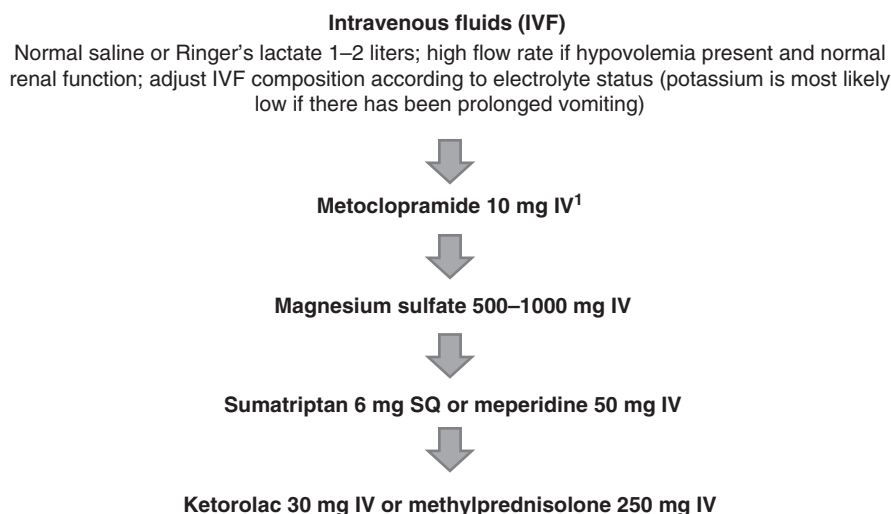 Intravenous fluids (IVF)
Normal saline or Ringer's lactate 1–2 liters; high flow rate if hypovolemia present and normal
renal function; adjust IVF composition according to electrolyte status (potassium is most likely
low if there has been prolonged vomiting)
Metoclopramide 10 mg IV¹
Magnesium sulfate 500–1000 mg IV
Sumatriptan 6 mg SQ or meperidine 50 mg IV
Ketorolac 30 mg IV or methylprednisolone 250 mg IV